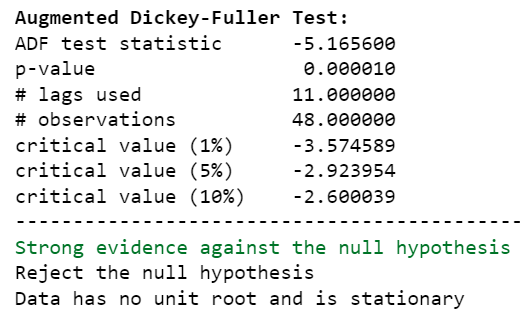 Augmented Dickey-Fuller Test:
ADF test statistic -5.165600
p-value 0.000010
# lags used 11.000000
# observations 48.000000
critical value (1%) -3.574589
critical value (5%) -2.923954
critical value (10%) -2.600039
--------------------------------------------
Strong evidence against the null hypothesis
Reject the null hypothesis
Data has no unit root and is stationary